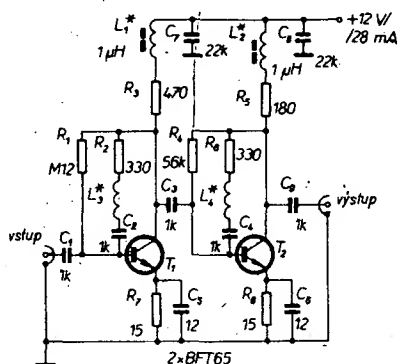 L₁*
C₇
L₂*
C₈
+12 V/
/28 mA
1 µH
22k
1 µH
22k
R₃
470
R₅
180
R₁
R₂
R₄
R₆
M12
330
56k
330
C₃
C₉
L₃*
1k
L₄*
1k
výstup
vstup
C₁
C₂
C₄
1k
1k
1k
T₁
T₂
R₇
C₅
R₈
C₆
15
12
15
12
2×BFT65